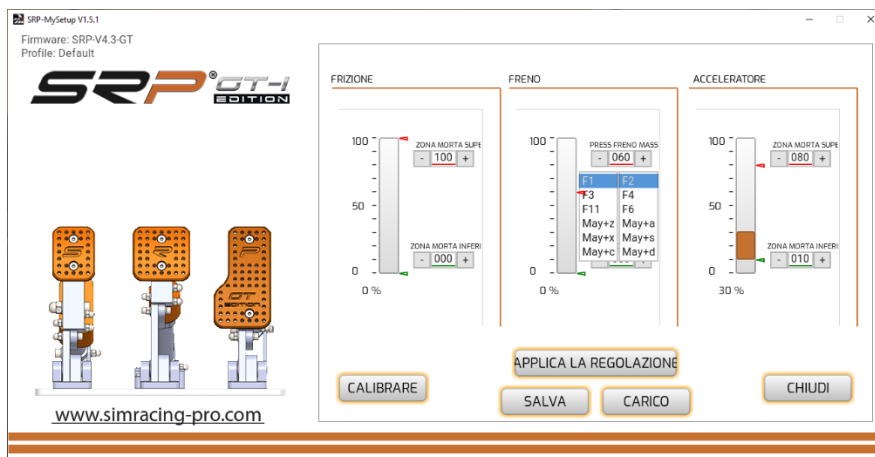 SRP-MySetup V1.5.1
Firmware: SRP-V4.3-GT
Profile: Default
SRP® GT-I
EDITION
S R P
GT
EDITION
www.simracing-pro.com
FRIZIONE
100
50
0
0 %
ZONA MORTA SUPE
- 100 +
ZONA MORTA INFERI
- 000 +
FRENO
100
0
0 %
PRESS FRENO MASS
- 060 +
F1 F2
F3 F4
F11 F6
May+z May+a
May+x May+s
May+c May+d
ACCELERATORE
100
50
0
30 %
ZONA MORTA SUPE
- 080 +
ZONA MORTA INFERI
- 010 +
CALIBRARE
APPLICA LA REGOLAZIONE
SALVA
CARICO
CHIUDI